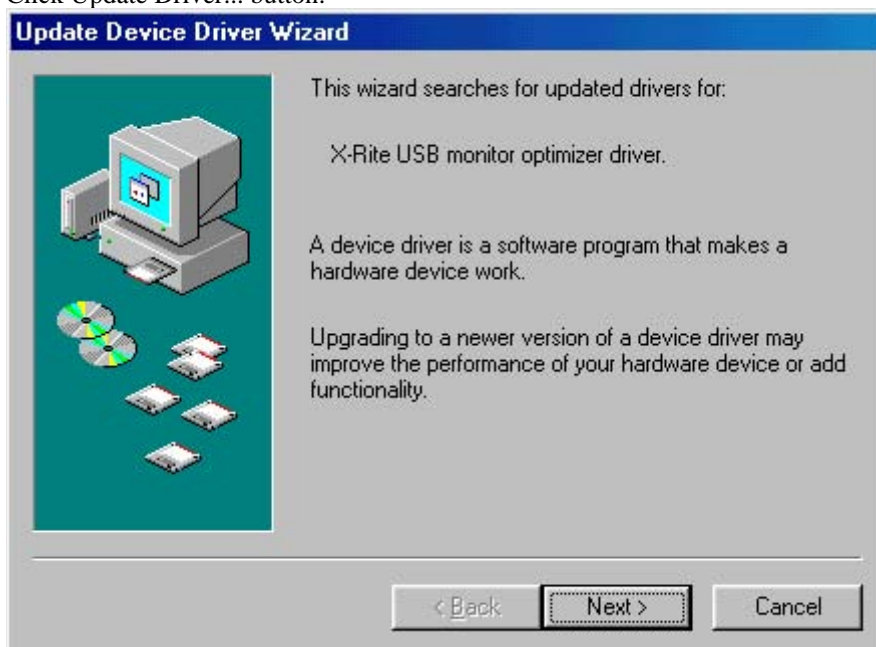 Click Update Driver... button.
Update Device Driver Wizard
This wizard searches for updated drivers for:
X-Rite USB monitor optimizer driver.
A device driver is a software program that makes a
hardware device work.
Upgrading to a newer version of a device driver may
improve the performance of your hardware device or add
functionality.
< Back
Next >
Cancel